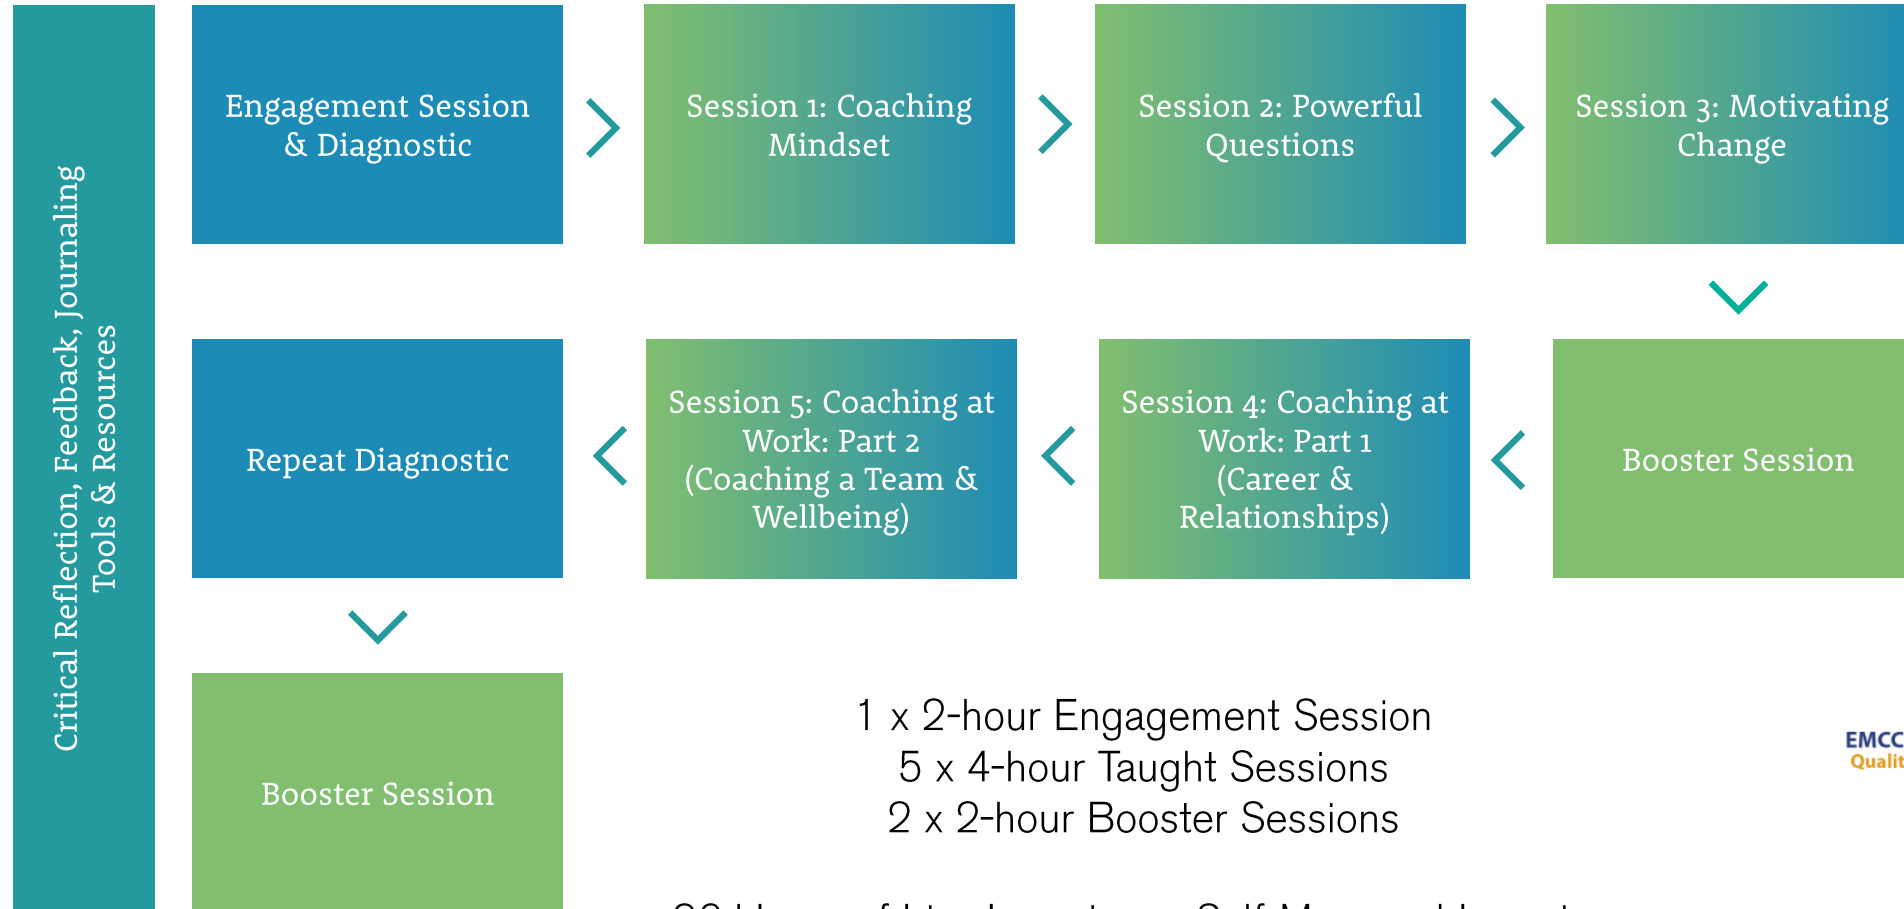 Critical Reflection, Feedback, Journaling
Tools & Resources
Engagement Session
& Diagnostic
Session 1: Coaching
Mindset
Session 2: Powerful
Questions
Session 3: Motivating
Change
Booster Session
Session 4: Coaching at
Work: Part 1
(Career &
Relationships)
Session 5: Coaching at
Work: Part 2
(Coaching a Team &
Wellbeing)
Repeat Diagnostic
Booster Session
1 x 2-hour Engagement Session
5 x 4-hour Taught Sessions
2 x 2-hour Booster Sessions
EMCC